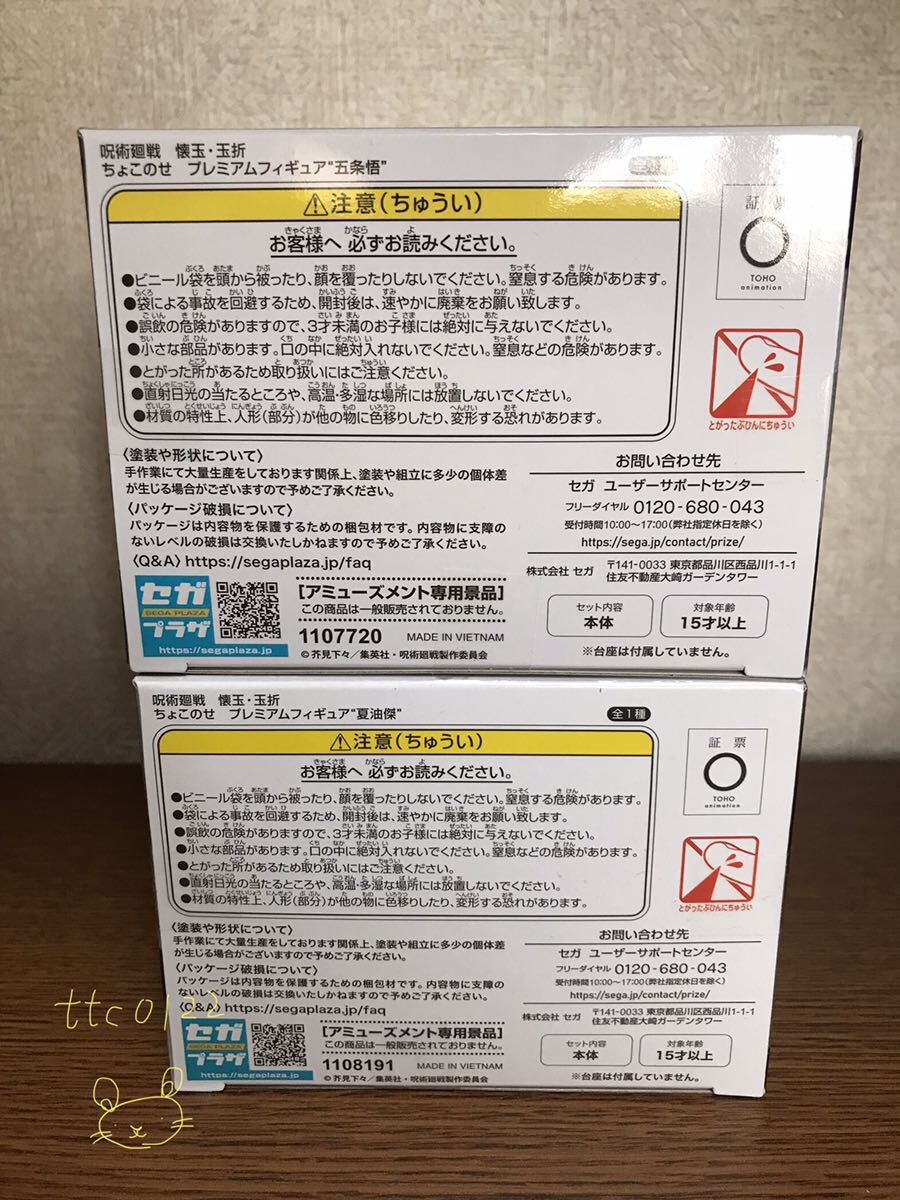 呪術廻戦 懐玉・玉折
ちょこのせ プレミアムフィギュア“五条悟”
⚠注意(ちゅうい)
お客様へ 必ずお読みください。
●ビニール袋を頭から被ったり、顔を覆ったりしないでください。窒息する危険があります。
●袋による事故を回避するため、開封後は、速やかに廃棄をお願い致します。
●誤飲の危険がありますので、3才未満のお子様には絶対に与えないでください。
●小さな部品があります。口の中に絶対入れないでください。窒息などの危険があります。
●とがった所があるため取り扱いにはご注意ください。
●直射日光の当たるところや、高温・多湿な場所には放置しないでください。
●材質の特性上、人形(部分)が他の物に色移りしたり、変形する恐れがあります。
証票
TOHO
animation
とがったぶひんにちゅうい
〈塗装や形状について〉
手作業にて大量生産をしております関係上、塗装や組立に多少の個体差
が生じる場合がございますので予めご了承ください。
〈パッケージ破損について〉
パッケージは内容物を保護するための梱包材です。内容物に支障の
ないレベルの破損は交換いたしかねますので予めご了承ください。
〈Q&A〉https://segaplaza.jp/faq
お問い合わせ先
セガ ユーザーサポートセンター
フリーダイヤル 0120-680-043
受付時間10:00～17:00(弊社指定休日を除く)
https://sega.jp/contact/prize/
株式会社 セガ 〒141-0033 東京都品川区西品川1-1-1
住友不動産大崎ガーデンタワー
セガ
SEGA PLAZA
プラザ
https://segaplaza.jp
[アミューズメント専用景品]
この商品は一般販売されておりません。
1107720 MADE IN VIETNAM
©芥見下々/集英社・呪術廻戦製作委員会
セット内容
本体
対象年齢
15才以上
※台座は付属していません。
呪術廻戦 懐玉・玉折
ちょこのせ プレミアムフィギュア“夏油傑”
全1種
⚠注意(ちゅうい)
お客様へ 必ずお読みください。
●ビニール袋を頭から被ったり、顔を覆ったりしないでください。窒息する危険があります。
●袋による事故を回避するため、開封後は、速やかに廃棄をお願い致します。
●誤飲の危険がありますので、3才未満のお子様には絶対に与えないでください。
●小さな部品があります。口の中に絶対入れないでください。窒息などの危険があります。
●とがった所があるため取り扱いにはご注意ください。
●直射日光の当たるところや、高温・多湿な場所には放置しないでください。
●材質の特性上、人形(部分)が他の物に色移りしたり、変形する恐れがあります。
証票
TOHO
animation
とがったぶひんにちゅうい
〈塗装や形状について〉
手作業にて大量生産をしております関係上、塗装や組立に多少の個体差
が生じる場合がございますので予めご了承ください。
〈パッケージ破損について〉
パッケージは内容物を保護するための梱包材です。内容物に支障の
ないレベルの破損は交換いたしかねますので予めご了承ください。
〈Q&A〉https://segaplaza.jp/faq
お問い合わせ先
セガ ユーザーサポートセンター
フリーダイヤル 0120-680-043
受付時間10:00～17:00(弊社指定休日を除く)
https://sega.jp/contact/prize/
株式会社 セガ 〒141-0033 東京都品川区西品川1-1-1
住友不動産大崎ガーデンタワー
ttc0122
セガ
SEGA PLAZA
プラザ
https://segaplaza.jp
[アミューズメント専用景品]
この商品は一般販売されておりません。
1108191 MADE IN VIETNAM
©芥見下々/集英社・呪術廻戦製作委員会
セット内容
本体
対象年齢
15才以上
※台座は付属していません。